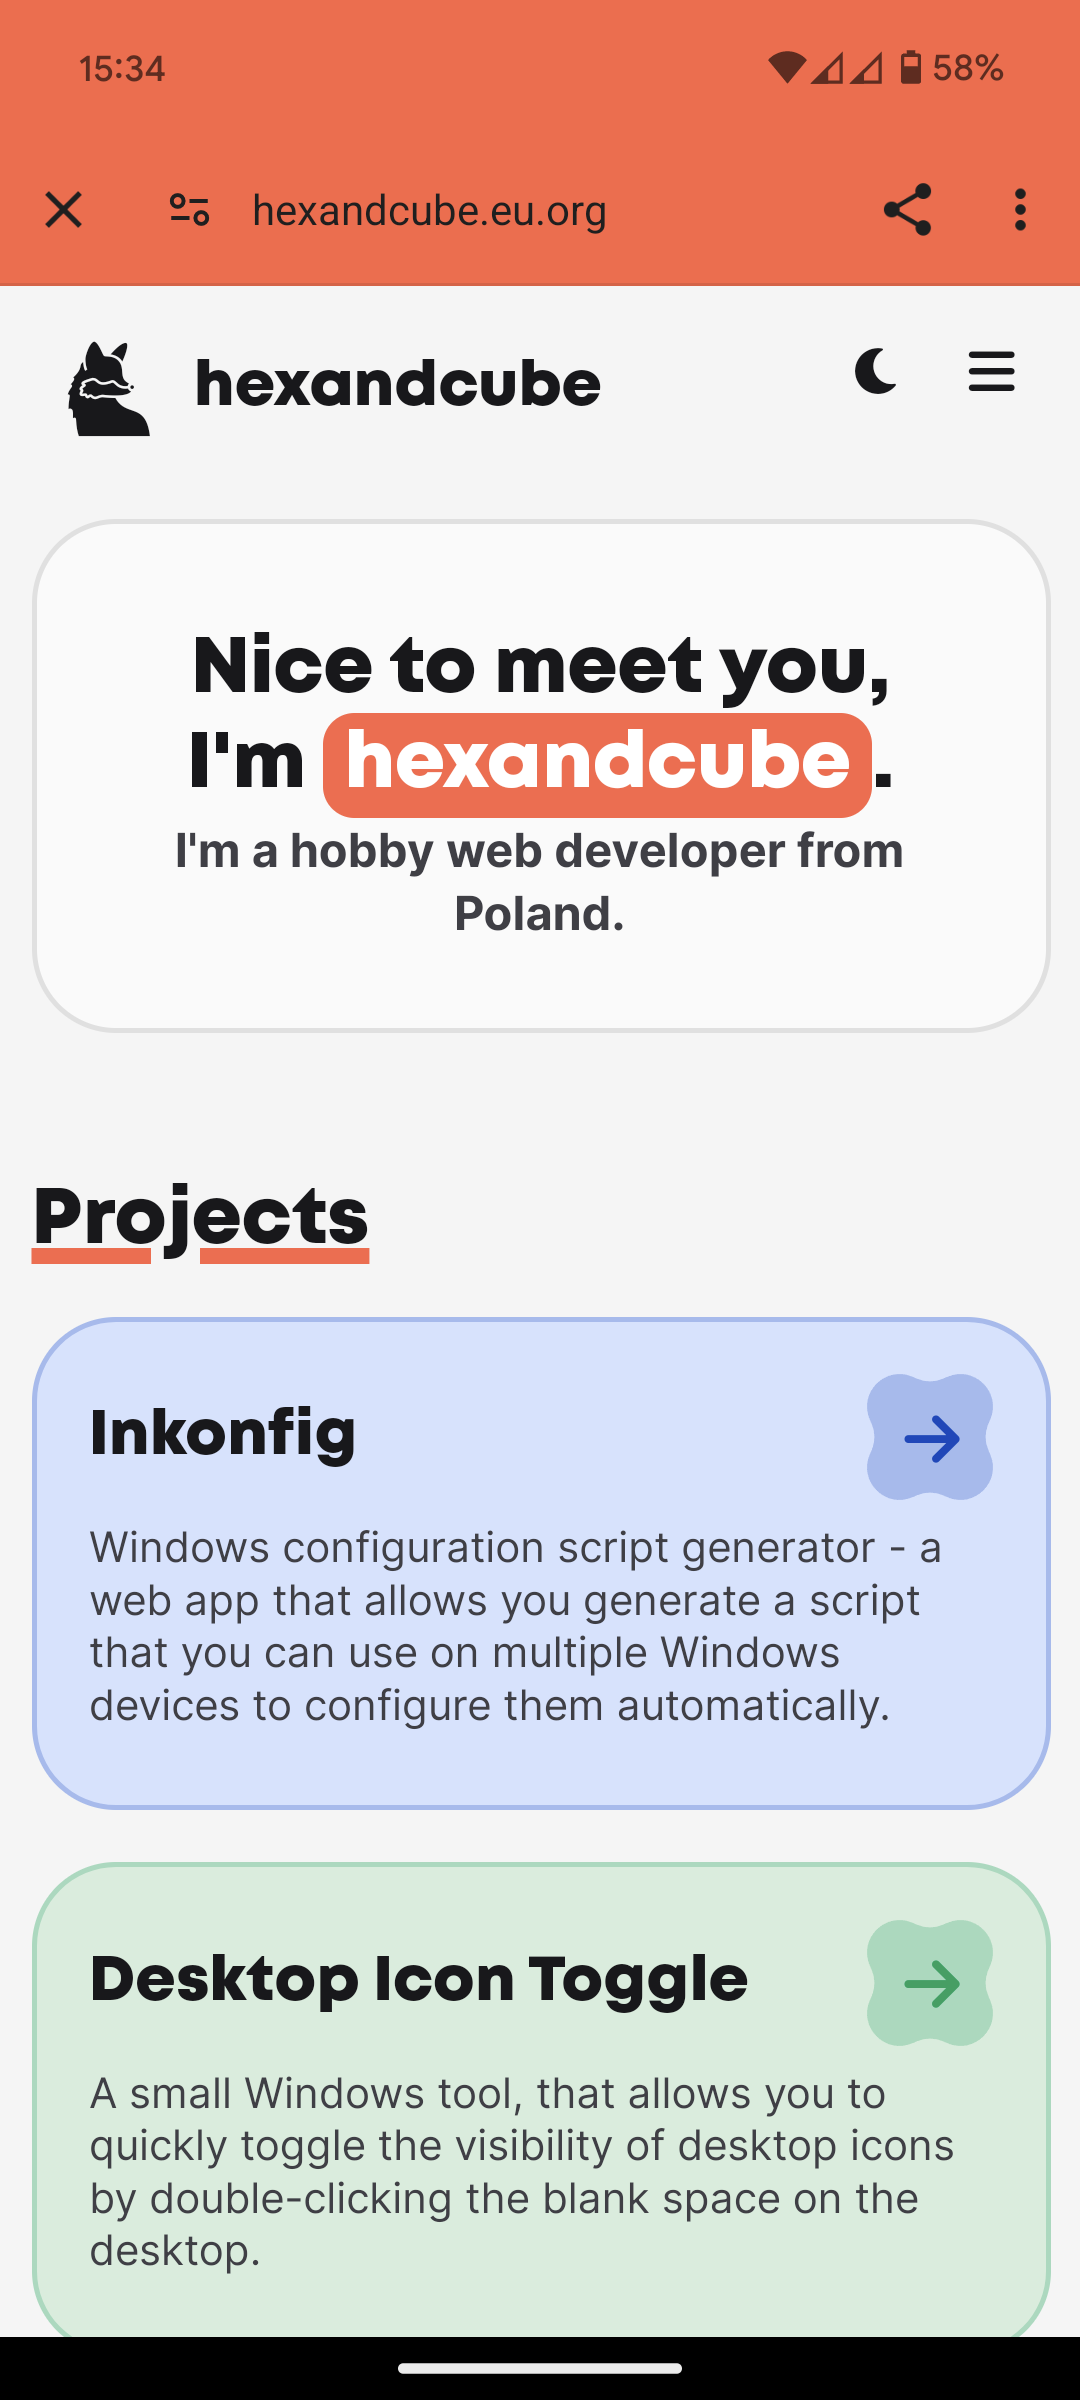 15:34
58%
hexandcube.eu.org
hexandcube
Nice to meet you,
I'm hexandcube.
I'm a hobby web developer from
Poland.
Projects
Inkonfig
Windows configuration script generator - a
web app that allows you generate a script
that you can use on multiple Windows
devices to configure them automatically.
Desktop Icon Toggle
A small Windows tool, that allows you to
quickly toggle the visibility of desktop icons
by double-clicking the blank space on the
desktop.